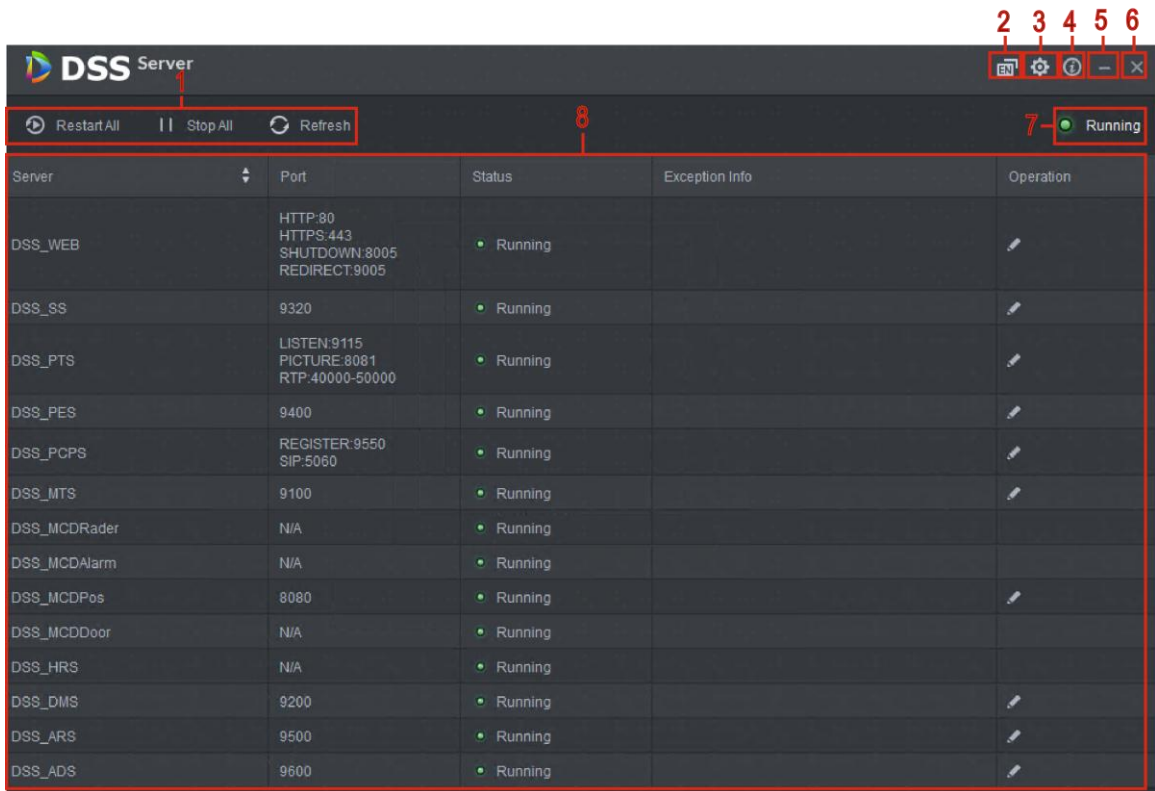 2 3 4 5 6
DSS Server
EN
1
Restart All Stop All Refresh 8 7 Running
Server Port Status Exception Info Operation
HTTP:80
HTTPS:443
DSS_WEB SHUTDOWN:8005 Running
REDIRECT:9005
DSS_SS 9320 Running
LISTEN:9115
DSS_PTS PICTURE:8081 Running
RTP:40000-50000
DSS_PES 9400 Running
REGISTER:9550
DSS_PCPS SIP:5060 Running
DSS_MTS 9100 Running
DSS_MCDRader N/A Running
DSS_MCDAlarm N/A Running
DSS_MCDPos 8080 Running
DSS_MCDDoor N/A Running
DSS_HRS N/A Running
DSS_DMS 9200 Running
DSS_ARS 9500 Running
DSS_ADS 9600 Running